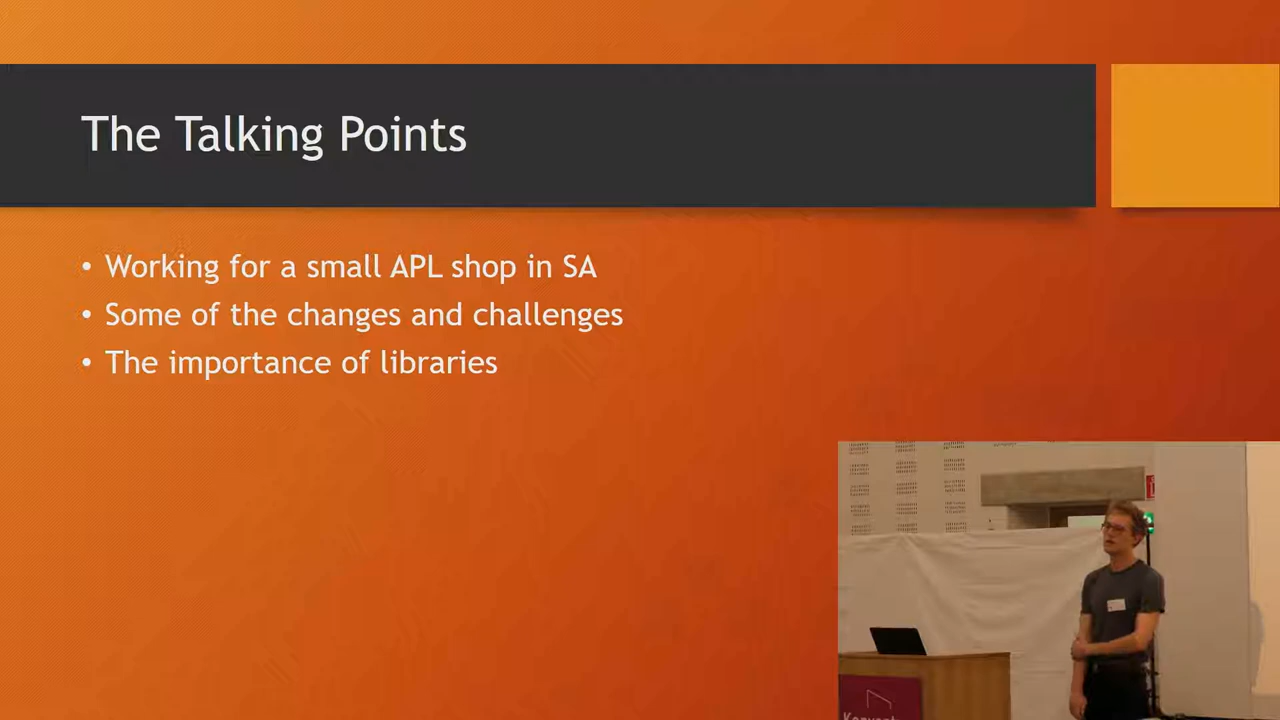 The Talking Points
• Working for a small APL shop in SA
• Some of the changes and challenges
• The importance of libraries